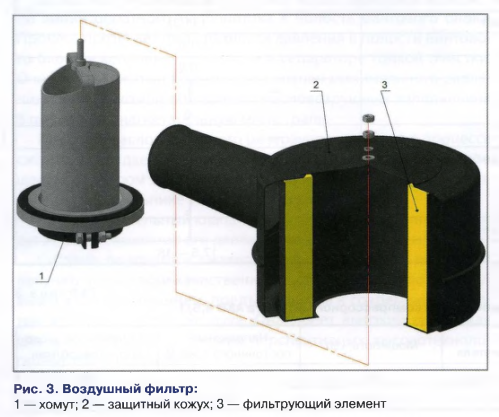 2
3
1
Рис. 3. Воздушный фильтр:
1 — хомут; 2 — защитный кожух; 3 — фильтрующий элемент